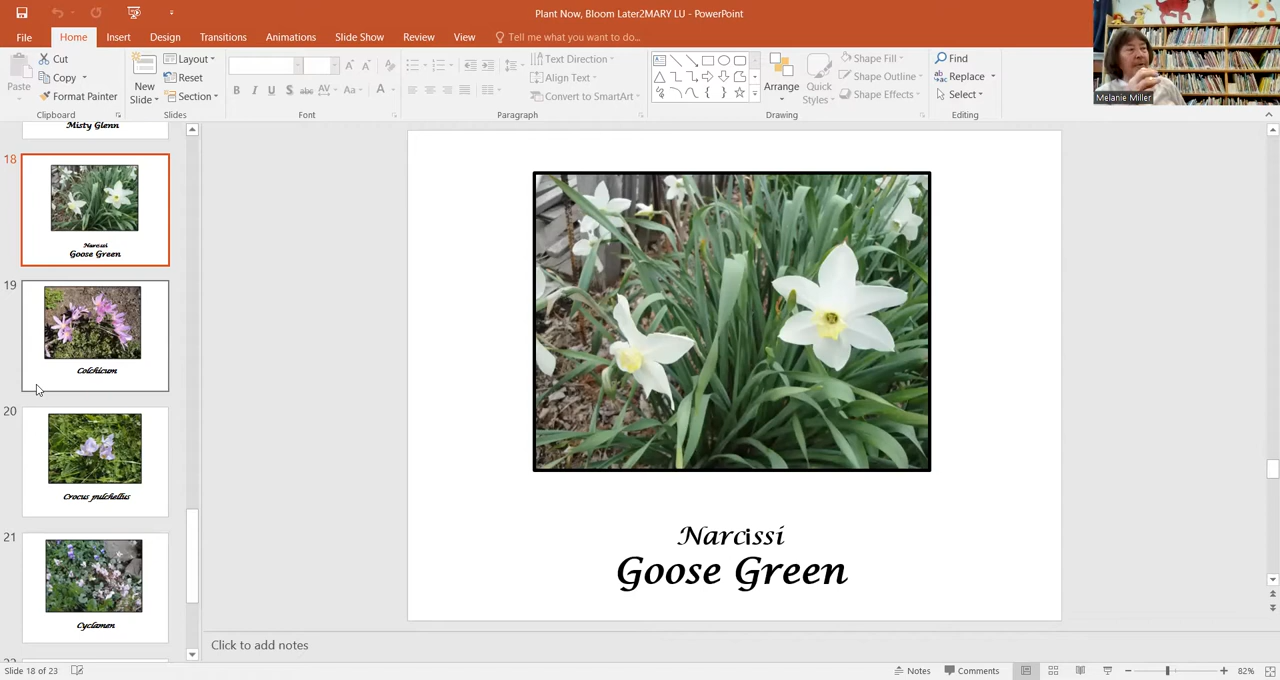 Plant Now, Bloom Later2MARY LU - PowerPoint
File Home Insert Design Transitions Animations Slide Show Review View Tell me what you want to do...
Paste
Cut
Copy
Format Painter
Clipboard
New Slide
Layout
Reset
Section
Slides
B I U S abc AV Aa A
Font
Text Direction
Align Text
Convert to SmartArt
Paragraph
Arrange
Quick Styles
Shape Fill
Shape Outline
Shape Effects
Drawing
Find
Replace
Select
Editing
Melanie Miller
Misty Glenn
18
Narcissi
Goose Green
19
Colchicum
20
Crocus pulchellus
21
Cyclamen
Narcissi
Goose Green
Click to add notes
Slide 18 of 23
Notes Comments 82%